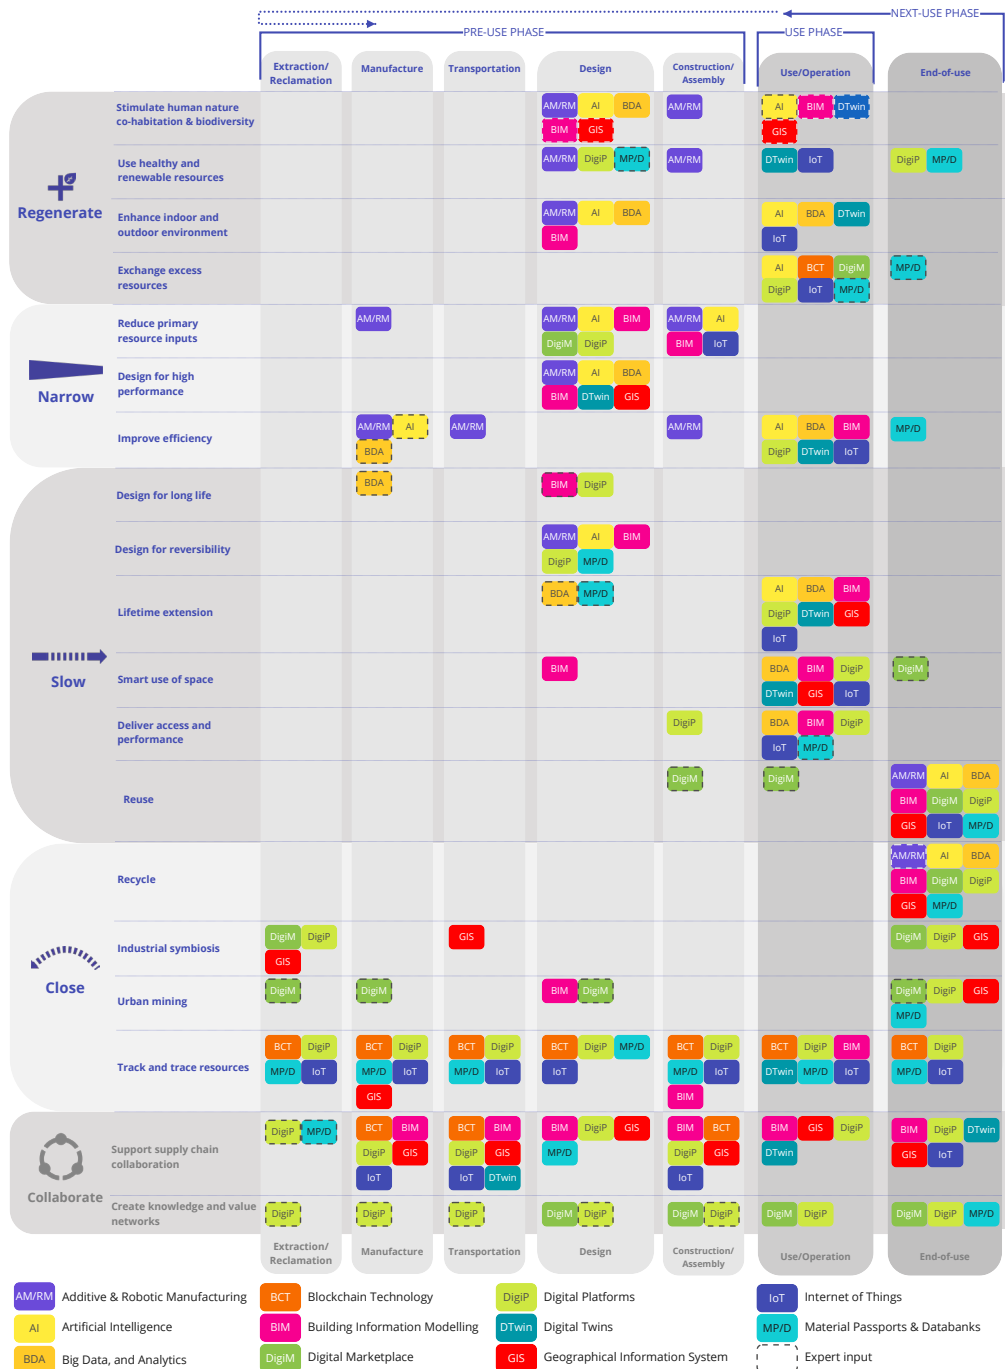 NEXT-USE PHASE
PRE-USE PHASE
USE PHASE
Extraction/
Reclamation
Manufacture
Transportation
Design
Construction/
Assembly
Use/Operation
End-of-use
Regenerate
Stimulate human nature
co-habitation & biodiversity
AM/RM AI BDA
BIM GIS
AM/RM
AI BIM DTwin
GIS
Use healthy and
renewable resources
AM/RM DigiP MP/D
AM/RM
DTwin IoT
DigiP MP/D
Enhance indoor and
outdoor environment
AM/RM AI BDA
BIM
AI BDA DTwin
IoT
Exchange excess
resources
AI BCT DigiM
DigiP IoT MP/D
MP/D
Narrow
Reduce primary
resource inputs
AM/RM
AM/RM AI BIM
DigiM DigiP
AM/RM AI
BIM IoT
Design for high
performance
AM/RM AI BDA
BIM DTwin GIS
Improve efficiency
AM/RM AI
BDA
AM/RM
AM/RM
AI BDA BIM
DigiP DTwin IoT
MP/D
Slow
Design for long life
BDA
BIM DigiP
Design for reversibility
AM/RM AI BIM
DigiP MP/D
Lifetime extension
BDA MP/D
AI BDA BIM
DigiP DTwin GIS
IoT
Smart use of space
BIM
BDA BIM DigiP
DTwin GIS IoT
DigiM
Deliver access and
performance
DigiP
BDA BIM DigiP
IoT MP/D
Reuse
DigiM
DigiM
AM/RM AI BDA
BIM DigiM DigiP
GIS IoT MP/D
Close
Recycle
AM/RM AI BDA
BIM DigiM DigiP
GIS MP/D
Industrial symbiosis
DigiM DigiP
GIS
GIS
DigiM DigiP GIS
Urban mining
DigiM
DigiM
BIM DigiM
DigiM DigiP GIS
MP/D
Track and trace resources
BCT DigiP
MP/D IoT
BCT DigiP
MP/D IoT
GIS
BCT DigiP
MP/D IoT
BCT DigiP MP/D
IoT
BCT DigiP
MP/D IoT
BIM
BCT DigiP BIM
DTwin MP/D IoT
BCT DigiP
MP/D IoT
Collaborate
Support supply chain
collaboration
DigiP MP/D
BCT BIM
DigiP GIS
IoT
BCT BIM
DigiP GIS
IoT DTwin
BIM DigiP GIS
MP/D
BIM BCT
DigiP GIS
IoT
BIM GIS DigiP
DTwin
BIM DigiP DTwin
GIS IoT
Create knowledge and value
networks
DigiP
DigiP
DigiP
DigiM DigiP
DigiM DigiP
DigiM DigiP
DigiM DigiP MP/D
Extraction/
Reclamation
Manufacture
Transportation
Design
Construction/
Assembly
Use/Operation
End-of-use
AM/RM Additive & Robotic Manufacturing
BCT Blockchain Technology
DigiP Digital Platforms
IoT Internet of Things
AI Artificial Intelligence
BIM Building Information Modelling
DTwin Digital Twins
MP/D Material Passports & Databanks
BDA Big Data, and Analytics
DigiM Digital Marketplace
GIS Geographical Information System
Expert input